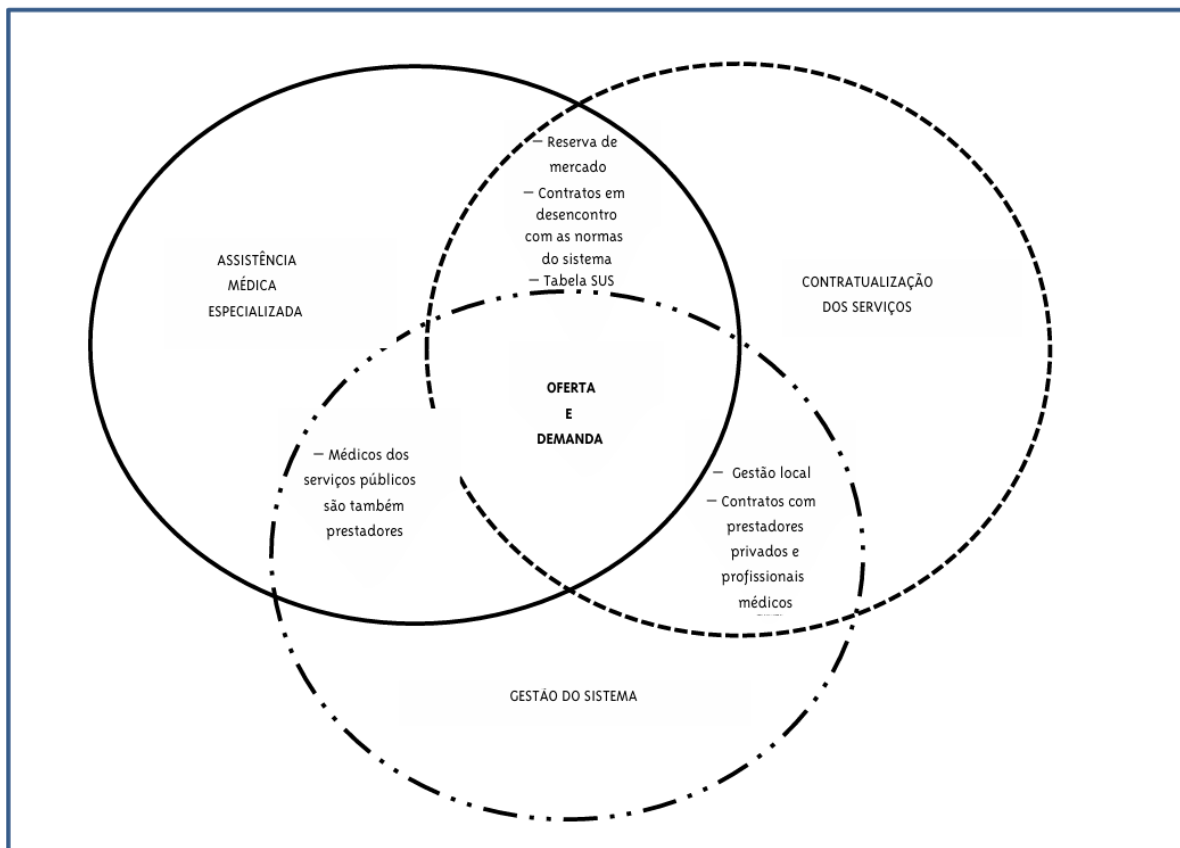 — Reserva de
mercado
— Contratos em
desencontro
com as normas
do sistema
— Tabela SUS
ASSISTÊNCIA
MÉDICA
ESPECIALIZADA
CONTRATUALIZAÇÃO
DOS SERVIÇOS
OFERTA
E
DEMANDA
— Médicos dos
serviços públicos
são também
prestadores
— Gestão local
— Contratos com
prestadores
privados e
profissionais
médicos
GESTÃO DO SISTEMA